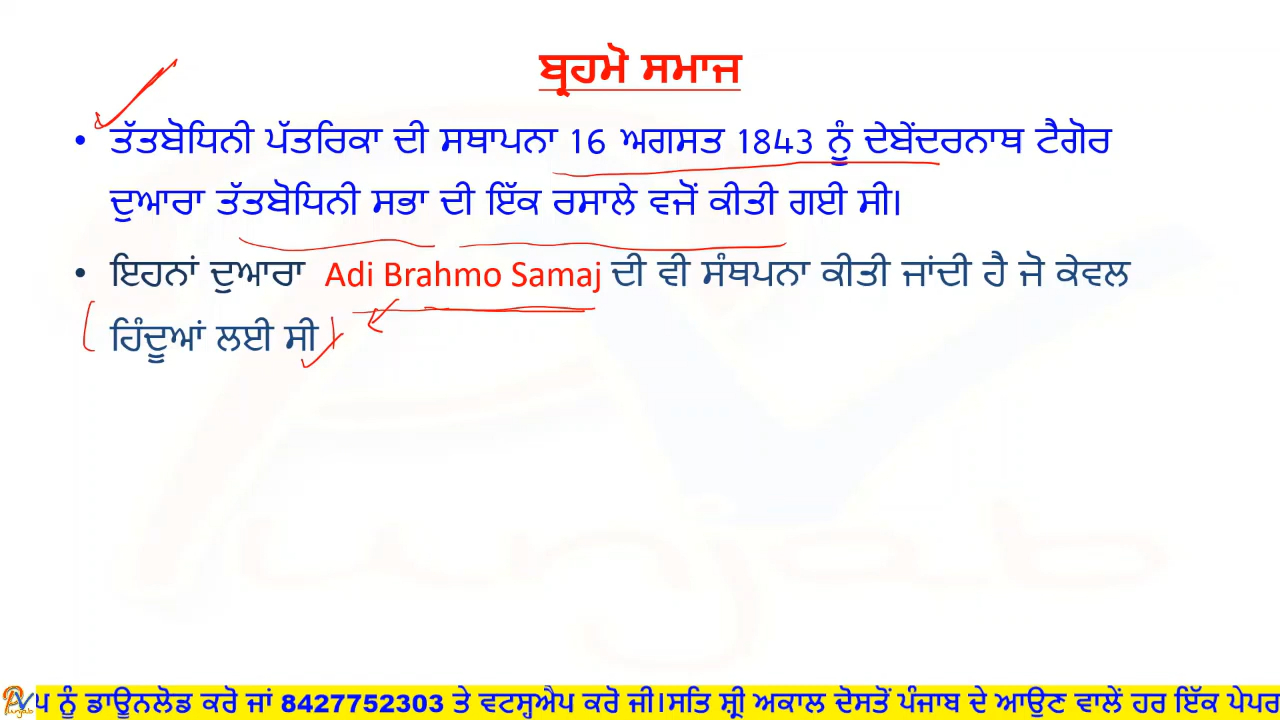 ਬ੍ਰਹਮੋ ਸਮਾਜ
• ਤੱਤਬੋਧਿਨੀ ਪੱਤਰਿਕਾ ਦੀ ਸਥਾਪਨਾ 16 ਅਗਸਤ 1843 ਨੂੰ ਦੇਬੇਂਦਰਨਾਥ ਟੈਗੋਰ
ਦੁਆਰਾ ਤੱਤਬੋਧਿਨੀ ਸਭਾ ਦੀ ਇੱਕ ਰਸਾਲੇ ਵਜੋਂ ਕੀਤੀ ਗਈ ਸੀ।
• ਇਹਨਾਂ ਦੁਆਰਾ Adi Brahmo Samaj ਦੀ ਵੀ ਸੰਥਪਨਾ ਕੀਤੀ ਜਾਂਦੀ ਹੈ ਜੋ ਕੇਵਲ
ਹਿੰਦੂਆਂ ਲਈ ਸੀ
ਪ ਨੂੰ ਡਾਊਨਲੋਡ ਕਰੋ ਜਾਂ 8427752303 ਤੇ ਵਟਸ੍ਹਐਪ ਕਰੋ ਜੀ।ਸਤਿ ਸ਼੍ਰੀ ਅਕਾਲ ਦੋਸਤੋਂ ਪੰਜਾਬ ਦੇ ਆਉਣ ਵਾਲੇਂ ਹਰ ਇੱਕ ਪੇਪਰ